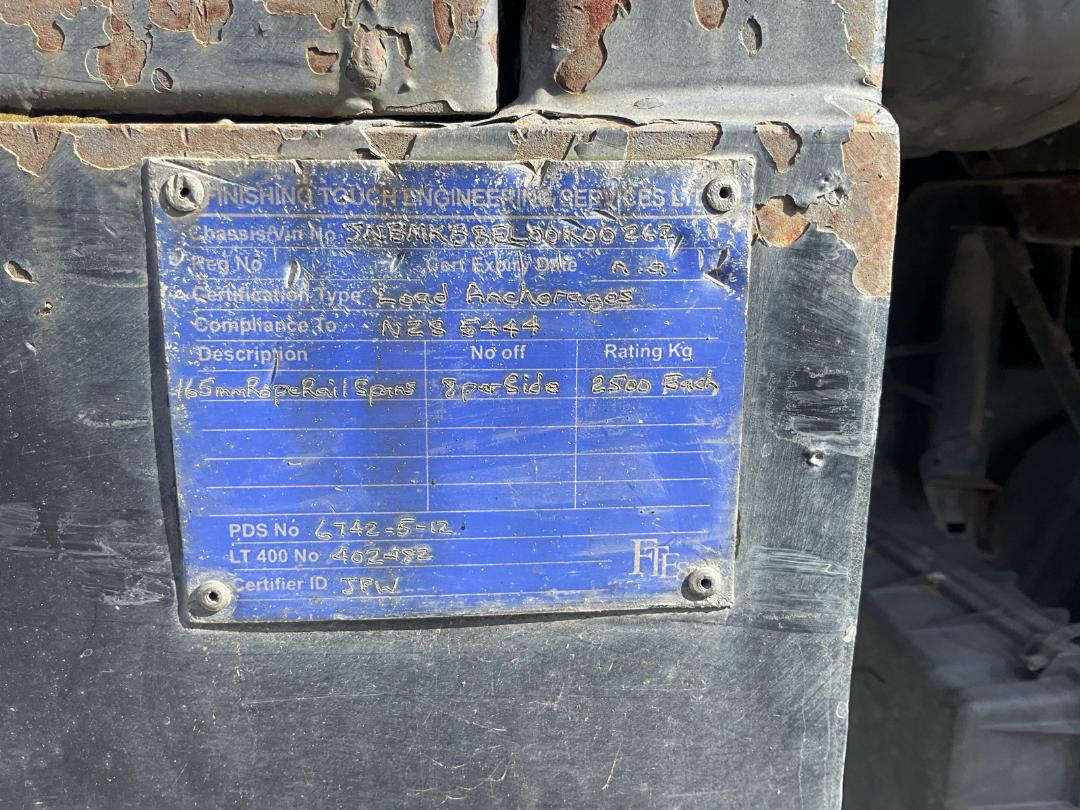 FINISHING TOUCH ENGINEERING SERVICES LTD
Chassis/Vin No JNBMKB8EL00R00262
Reg No Cert Expiry Date n.a.
Certification Type Load Anchorages
Compliance To NZS 5444
Description No off Rating Kg
165mm Rope Rail Spans 8 per Side 2500 Each
PDS No 6742-5-12
LT 400 No 402482
Certifier ID JPW
FTES